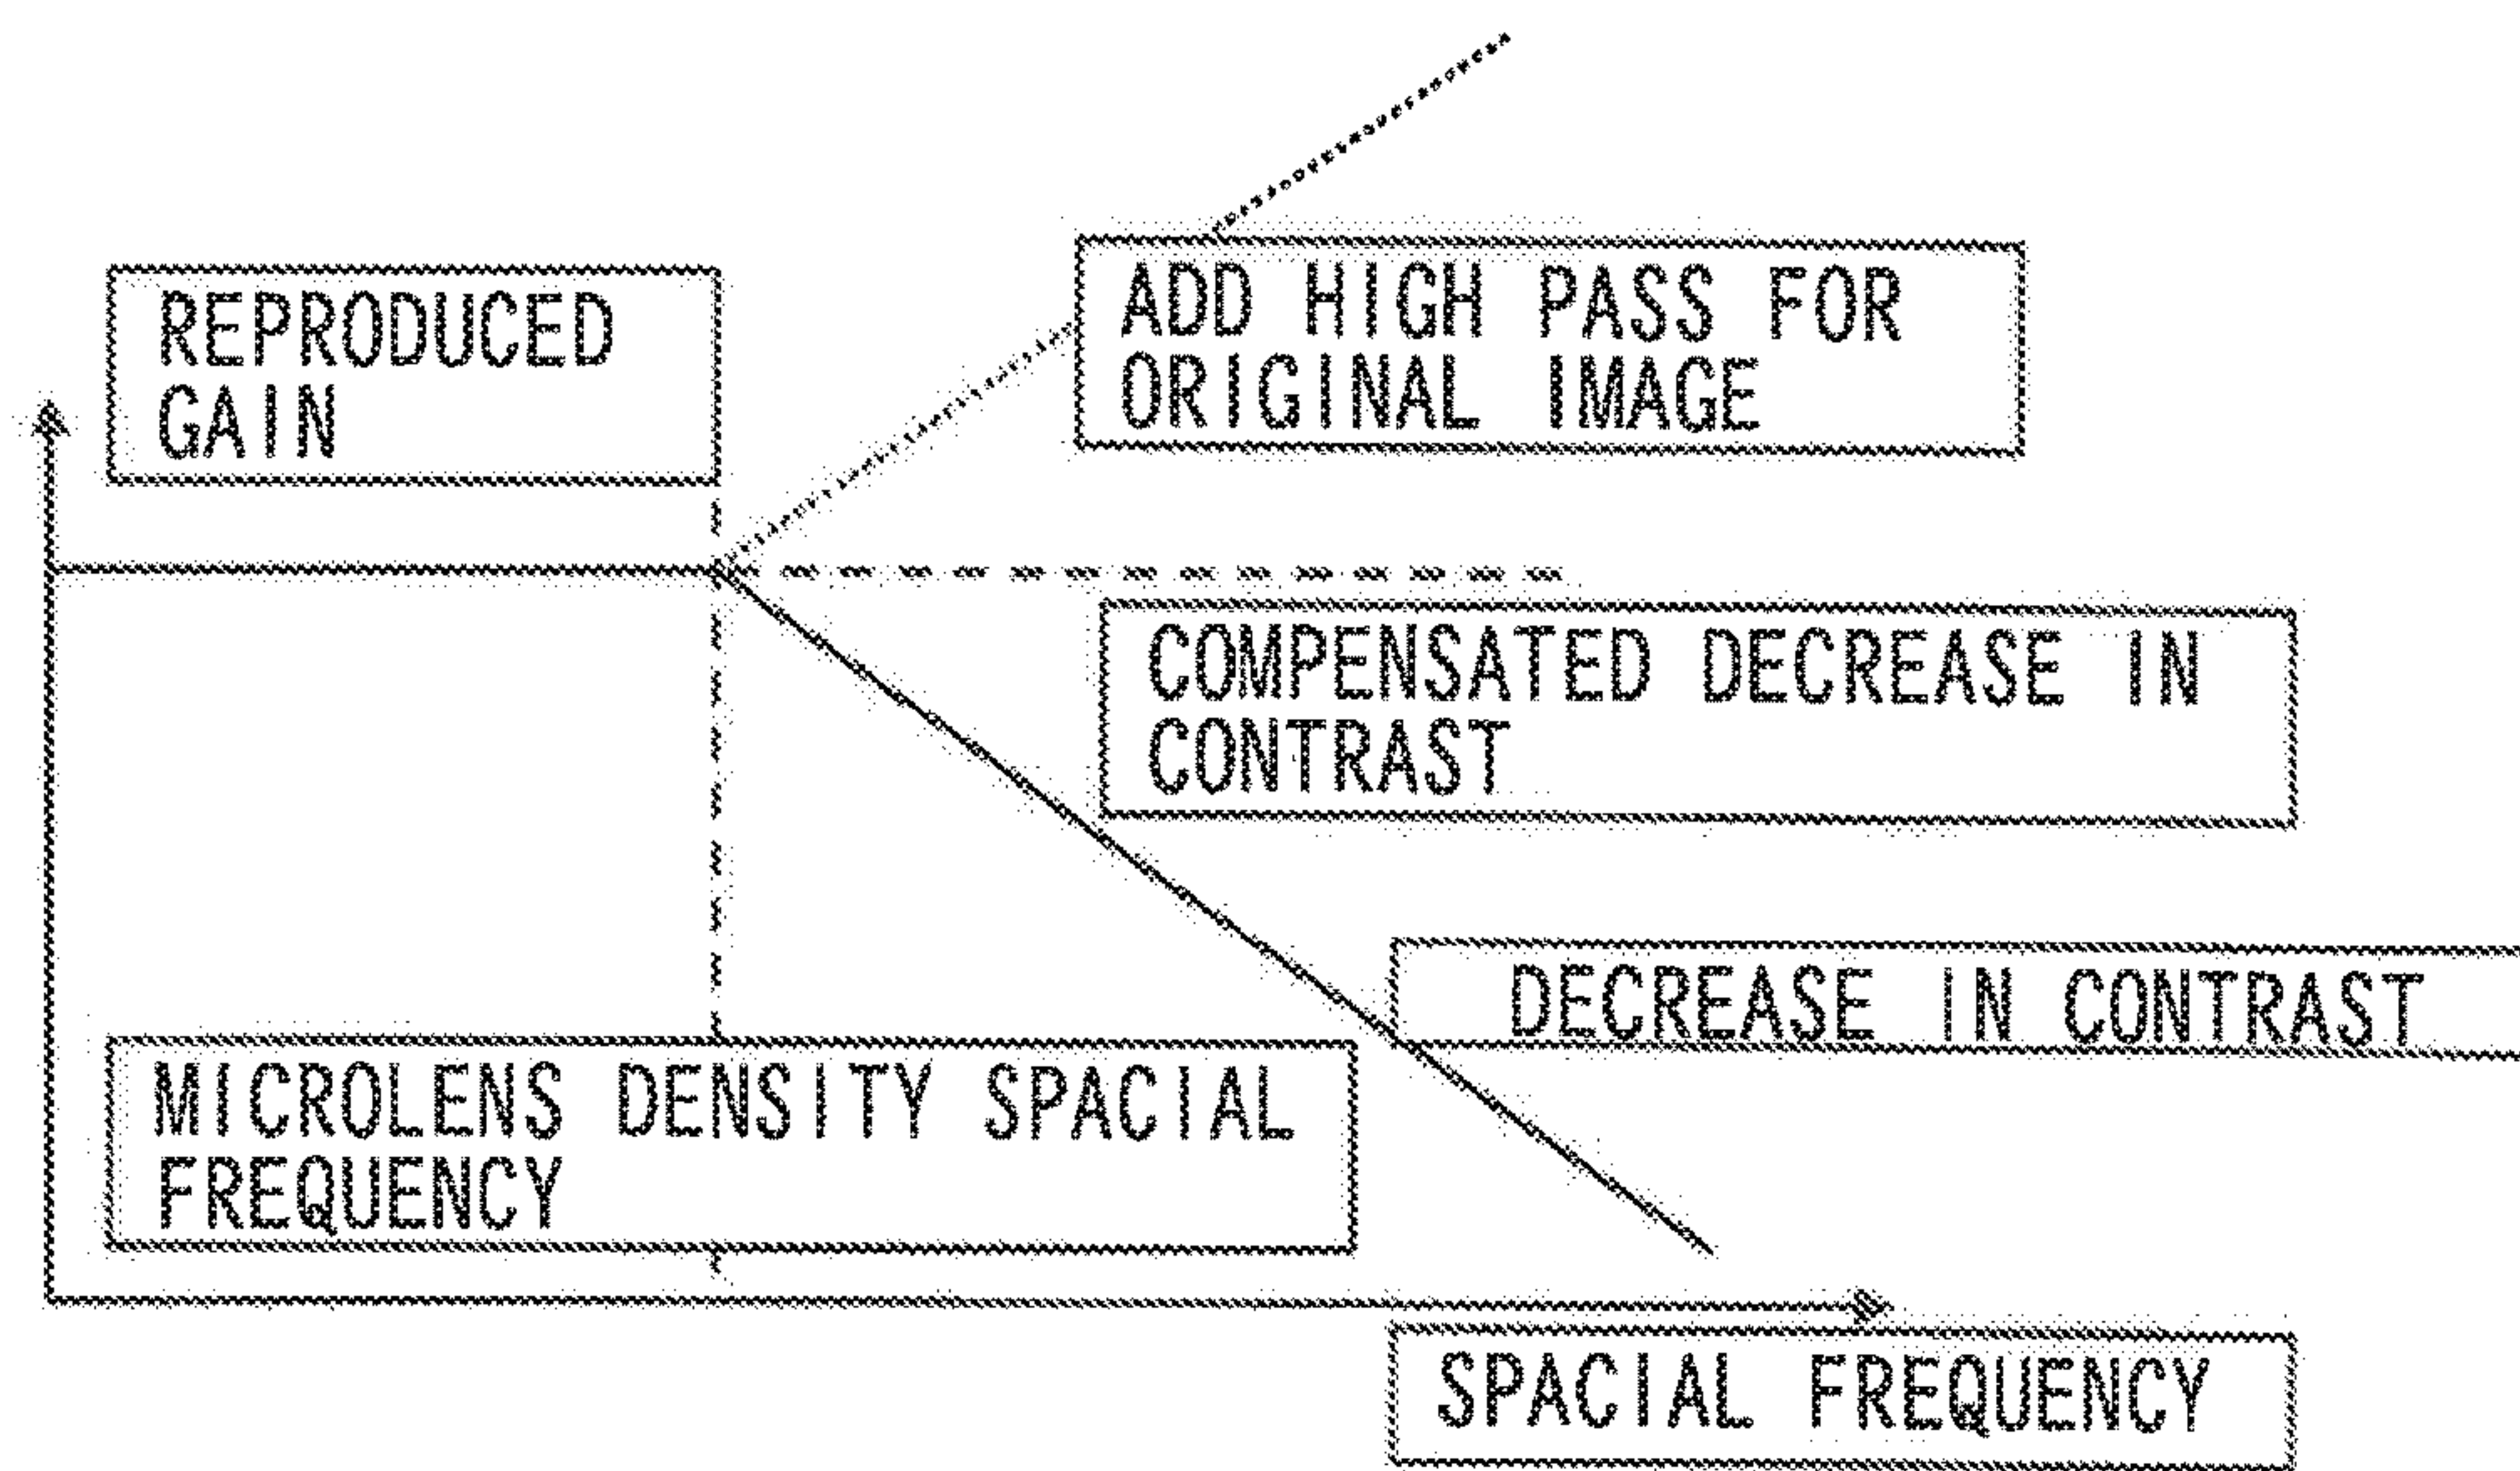 REPRODUCED
GAIN
ADD HIGH PASS FOR
ORIGINAL IMAGE
COMPENSATED DECREASE IN
CONTRAST
DECREASE IN CONTRAST
MICROLENS DENSITY SPACIAL
FREQUENCY
SPACIAL FREQUENCY